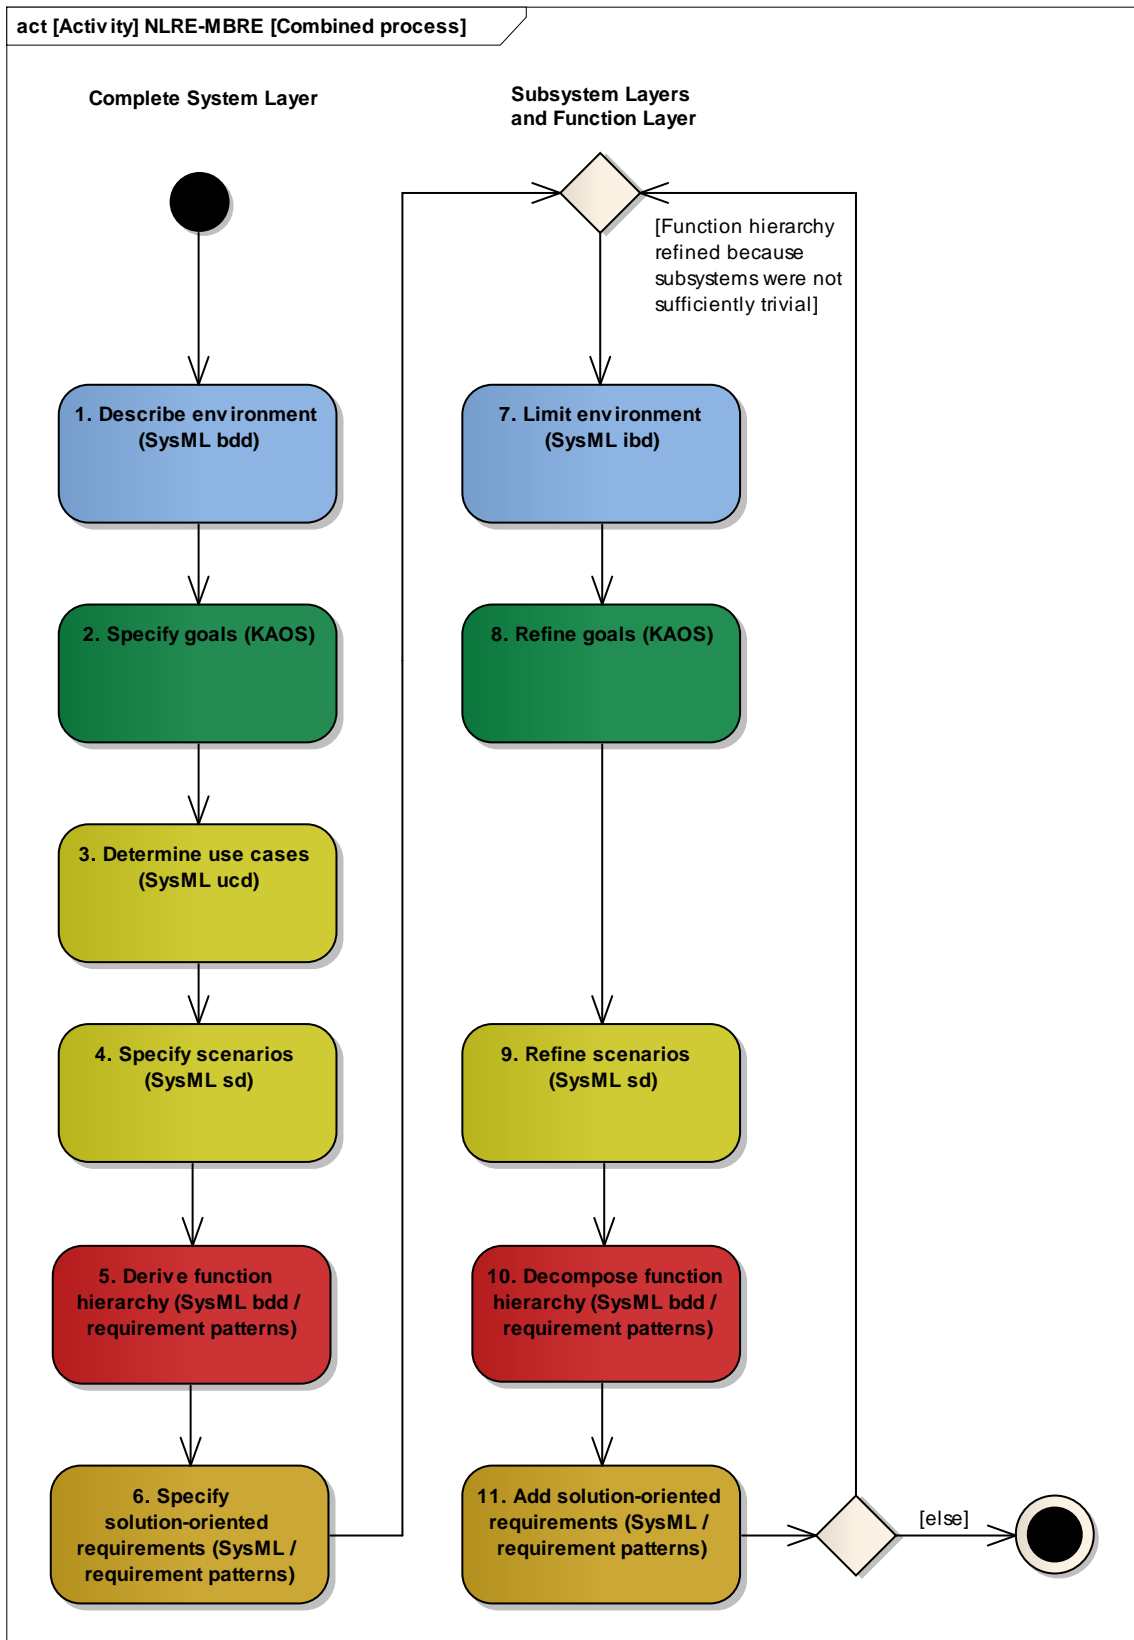 act [Activity] NLRE-MBRE [Combined process]
Complete System Layer
Subsystem Layers
and Function Layer
[Function hierarchy
refined because
subsystems were not
sufficiently trivial]
1. Describe environment
(SysML bdd)
7. Limit environment
(SysML ibd)
2. Specify goals (KAOS)
8. Refine goals (KAOS)
3. Determine use cases
(SysML ucd)
4. Specify scenarios
(SysML sd)
9. Refine scenarios
(SysML sd)
5. Derive function
hierarchy (SysML bdd /
requirement patterns)
10. Decompose function
hierarchy (SysML bdd /
requirement patterns)
6. Specify
solution-oriented
requirements (SysML /
requirement patterns)
11. Add solution-oriented
requirements (SysML /
requirement patterns)
[else]